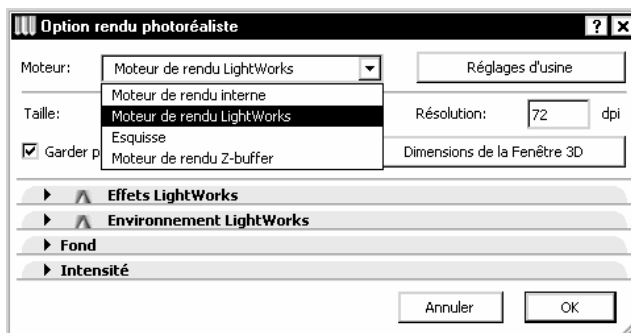 Option rendu photoréaliste
Moteur: Moteur de rendu LightWorks Réglages d'usine
Moteur de rendu interne
Taille: Moteur de rendu LightWorks Résolution: 72 dpi
Esquisse
Garder p Moteur de rendu Z-buffer Dimensions de la Fenêtre 3D
Effets LightWorks
Environnement LightWorks
Fond
Intensité
Annuler OK